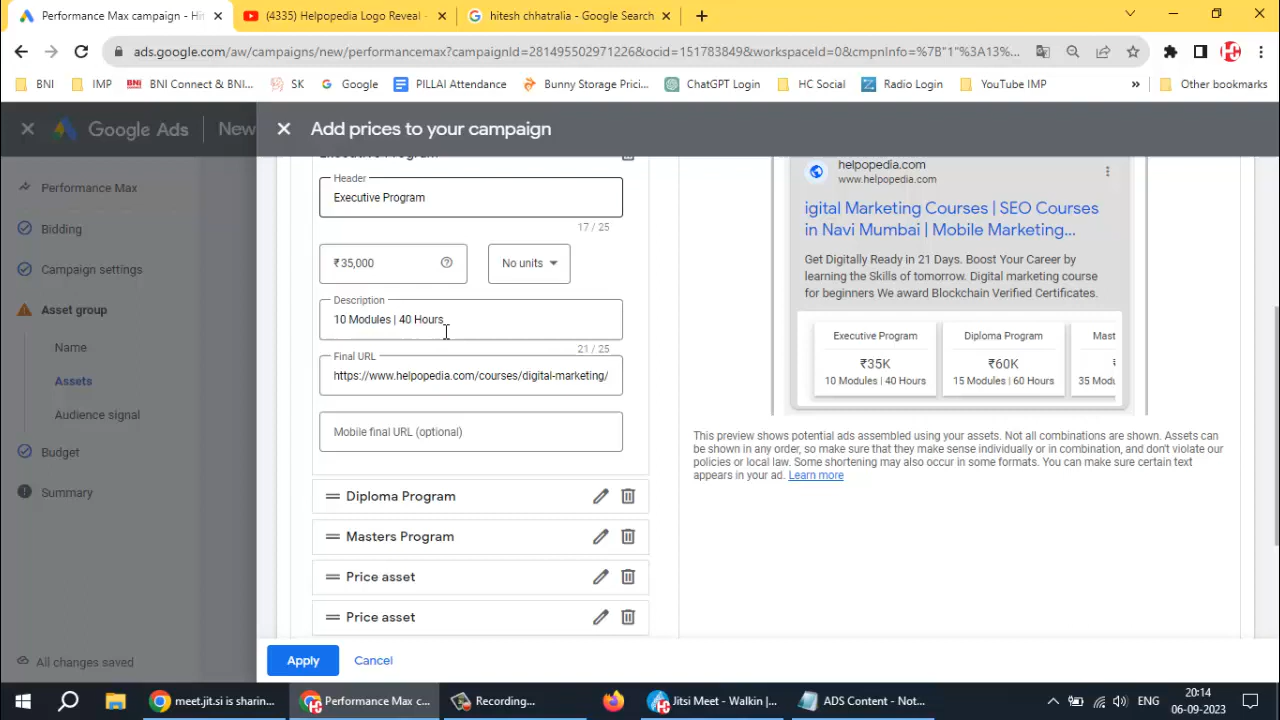 Performance Max campaign - Hit
(4335) Helpopedia Logo Reveal -
hitesh chhatralia - Google Search
ads.google.com/aw/campaigns/new/performancemax?campaignId=281495502971226&ocid=1517838498&workspaceId=0&cmpnInfo=%7B"1"%3A13%...
BNI
IMP
BNI Connect & BNI...
SK
Google
PILLAI Attendance
Bunny Storage Prici...
ChatGPT Login
HC Social
Radio Login
YouTube IMP
»
Other bookmarks
Google Ads
New
Add prices to your campaign
Performance Max
Bidding
Campaign settings
Asset group
Name
Assets
Audience signal
Budget
Summary
All changes saved
Header
Executive Program
17 / 25
₹35,000
No units
Description
10 Modules | 40 Hours
21 / 25
Final URL
https://www.helpopedia.com/courses/digital-marketing/
Mobile final URL (optional)
Diploma Program
Masters Program
Price asset
Price asset
Apply
Cancel
helpopedia.com
www.helpopedia.com
igital Marketing Courses | SEO Courses
in Navi Mumbai | Mobile Marketing...
Get Digitally Ready in 21 Days. Boost Your Career by
learning the Skills of tomorrow. Digital marketing course
for beginners We award Blockchain Verified Certificates.
Executive Program
₹35K
10 Modules | 40 Hours
Diploma Program
₹60K
15 Modules | 60 Hours
Mast
35 Modu
This preview shows potential ads assembled using your assets. Not all combinations are shown. Assets can
be shown in any order, so make sure that they make sense individually or in combination, and don't violate our
policies or local law. Some shortening may also occur in some formats. You can make sure certain text
appears in your ad. Learn more
meet.jit.si is sharin...
Performance Max c...
Recording...
Jitsi Meet - Walkin |...
ADS Content - Not...
ENG
20:14
06-09-2023